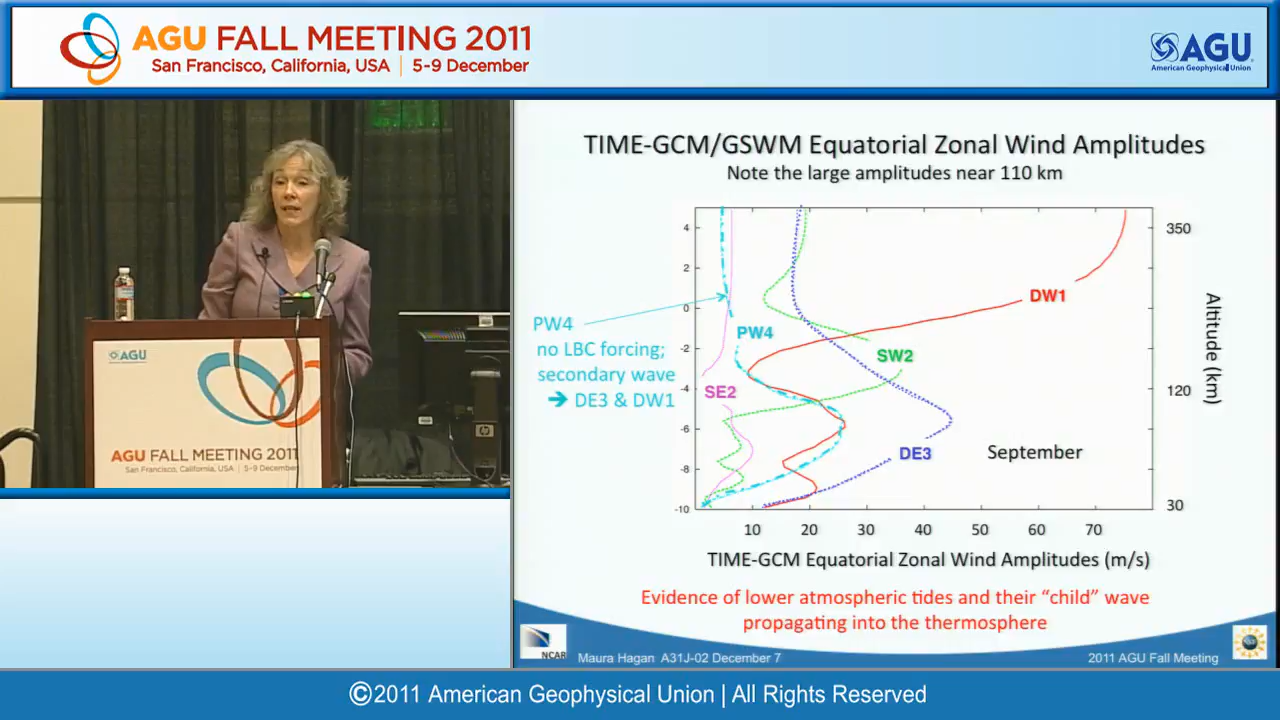 AGU FALL MEETING 2011
San Francisco, California, USA | 5-9 December
AGU
American Geophysical Union
TIME-GCM/GSWM Equatorial Zonal Wind Amplitudes
Note the large amplitudes near 110 km
4
2
0
-2
-4
-6
-8
-10
350
120
30
Altitude (km)
DW1
PW4
SW2
SE2
DE3
September
PW4
no LBC forcing;
secondary wave
➔ DE3 & DW1
10 20 30 40 50 60 70
TIME-GCM Equatorial Zonal Wind Amplitudes (m/s)
Evidence of lower atmospheric tides and their “child” wave
propagating into the thermosphere
NCAR
Maura Hagan A31J-02 December 7
2011 AGU Fall Meeting
AGU
AGU FALL MEETING 2011
San Francisco, California, USA | 5-9 December
hp
©2011 American Geophysical Union | All Rights Reserved